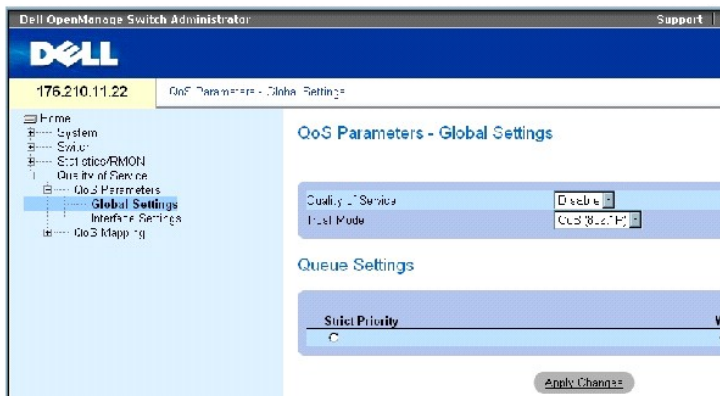 Dell OpenManage Switch Administrator
Support
DELL
176.210.11.22
QoS Parameters - Global Settings
Home
System
Switch
Statistics/RMON
Quality of Service
QoS Parameters
Global Settings
Interface Settings
QoS Mapping
QoS Parameters - Global Settings
Quality of Service
Disable
Trust Mode
CoS (802.1P)
Queue Settings
Strict Priority
W
Apply Changes